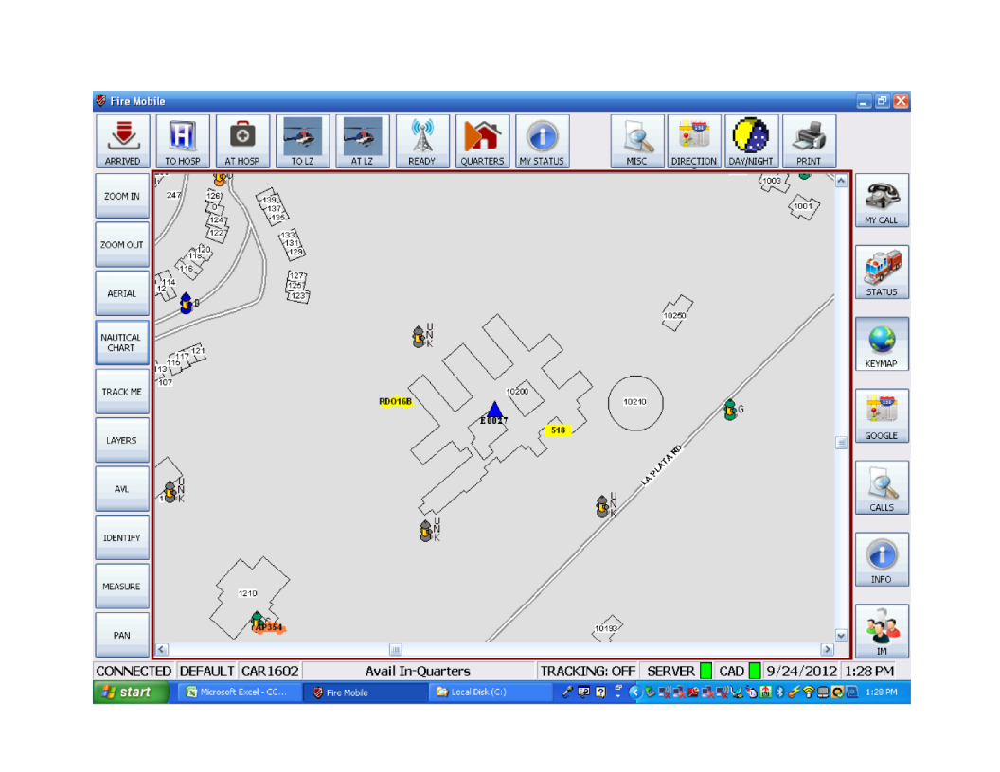 Fire Mobile
ARRIVED
TO HOSP
AT HOSP
TO LZ
AT LZ
READY
QUARTERS
MY STATUS
MISC
DIRECTION
DAY/NIGHT
PRINT
ZOOM IN
ZOOM OUT
AERIAL
NAUTICAL
CHART
TRACK ME
LAYERS
AVL
IDENTIFY
MEASURE
PAN
247
126
124
122
120
118
116
114
12
139
137
135
133
131
129
127
125
123
B
121
117
115
113
107
1003
1001
10250
UNK
10200
RDO16B
518
10210
G
LA PLATA RD
UNK
UNK
UNK
1210
AP354
10193
MY CALL
STATUS
KEYMAP
GOOGLE
CALLS
INFO
IM
CONNECTED DEFAULT CAR1602 Avail In-Quarters TRACKING: OFF SERVER CAD 9/24/2012 1:28 PM
start Microsoft Excel - CC... Fire Mobile Local Disk (C:) 1:28 PM